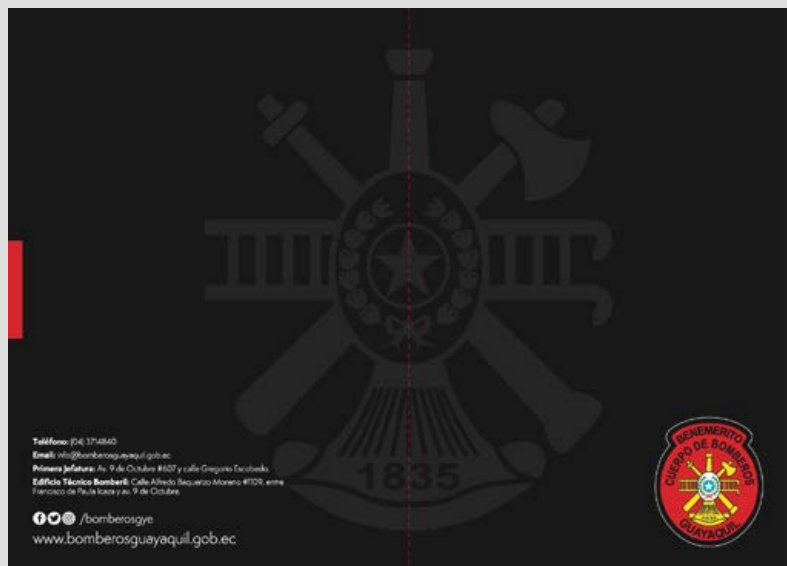 1835
Teléfono: (04) 3714840
Email: info@bomberosguayaquil.gob.ec
Primera Jefatura: Av. 9 de Octubre #607 y calle Gregorio Escobedo.
Edificio Técnico Bomberil: Calle Alfredo Baquerizo Moreno #1109, entre
Francisco de Paula Icaza y av. 9 de Octubre.
/bomberosgye
www.bomberosguayaquil.gob.ec
BENEMERITO
CUERPO DE BOMBEROS
GUAYAQUIL